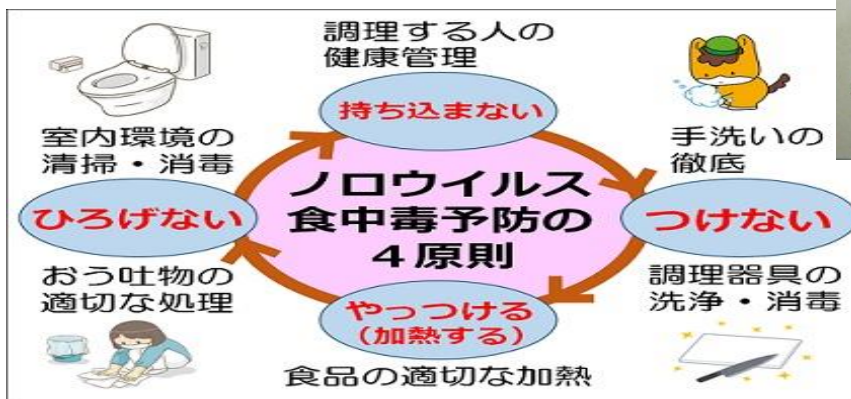 調理する人の
健康管理
持ち込まない
手洗いの
徹底
つけない
調理器具の
洗浄・消毒
やっつける
(加熱する)
食品の適切な加熱
室内環境の
清掃・消毒
ひろげない
おう吐物の
適切な処理
ノロウイルス
食中毒予防の
４原則